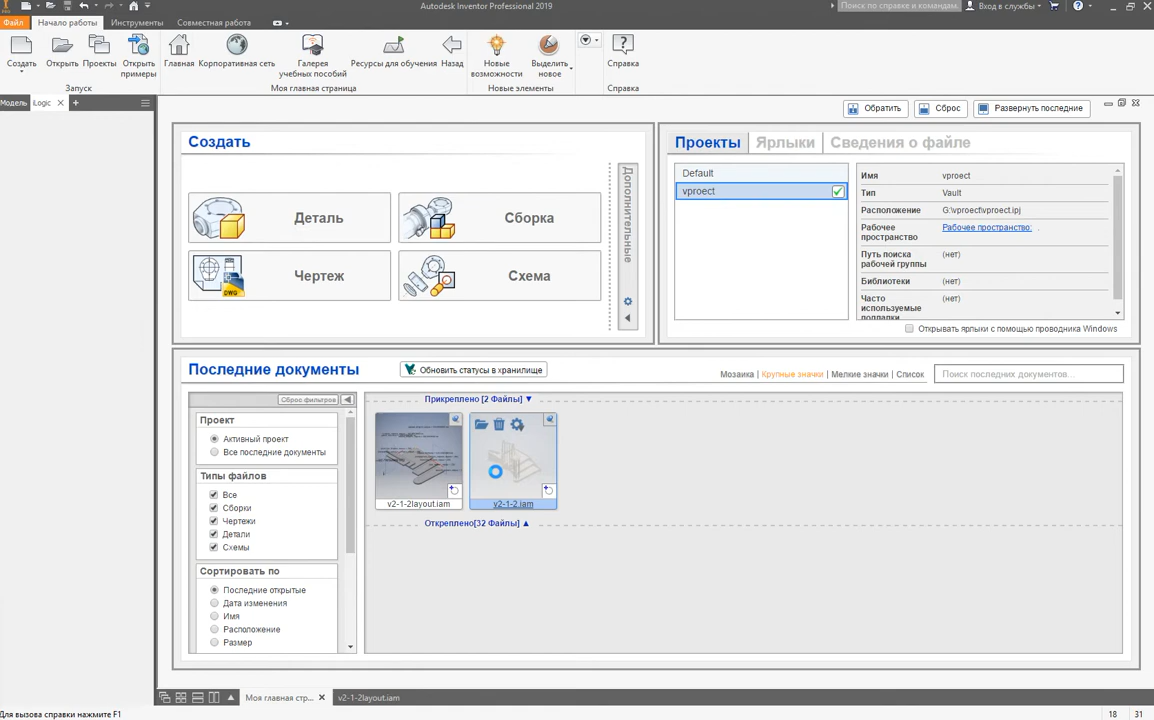 Autodesk Inventor Professional 2019
Поиск по справке и командам.
Вход в службы
Файл
Начало работы
Инструменты
Совместная работа
Создать
Открыть
Проекты
Открыть примеры
Главная
Корпоративная сеть
Галерея учебных пособий
Ресурсы для обучения
Назад
Новые возможности
Выделить новое
Справка
Запуск
Моя главная страница
Новые элементы
Справка
Модель
iLogic
Обратить
Сброс
Развернуть последние
Создать
Деталь
Сборка
Чертеж
DWG
Схема
Дополнительные
Проекты
Ярлыки
Сведения о файле
Default
vproect
Имя vproect
Тип Vault
Расположение G:\vproect\vproect.ipj
Рабочее пространство Рабочее пространство: .
Путь поиска рабочей группы (нет)
Библиотеки (нет)
Часто используемые подпапки (нет)
Открывать ярлыки с помощью проводника Windows
Последние документы
Обновить статусы в хранилище
Мозаика | Крупные значки | Мелкие значки | Список
Поиск последних документов...
Сброс фильтров
Проект
Активный проект
Все последние документы
Типы файлов
Все
Сборки
Чертежи
Детали
Схемы
Сортировать по
Последние открытые
Дата изменения
Имя
Расположение
Размер
Прикреплено [2 Файлы]
v2-1-2layout.iam
v2-1-2.iam
Откреплено[32 Файлы]
Моя главная стр...
v2-1-2layout.iam
Для вызова справки нажмите F1
18
31